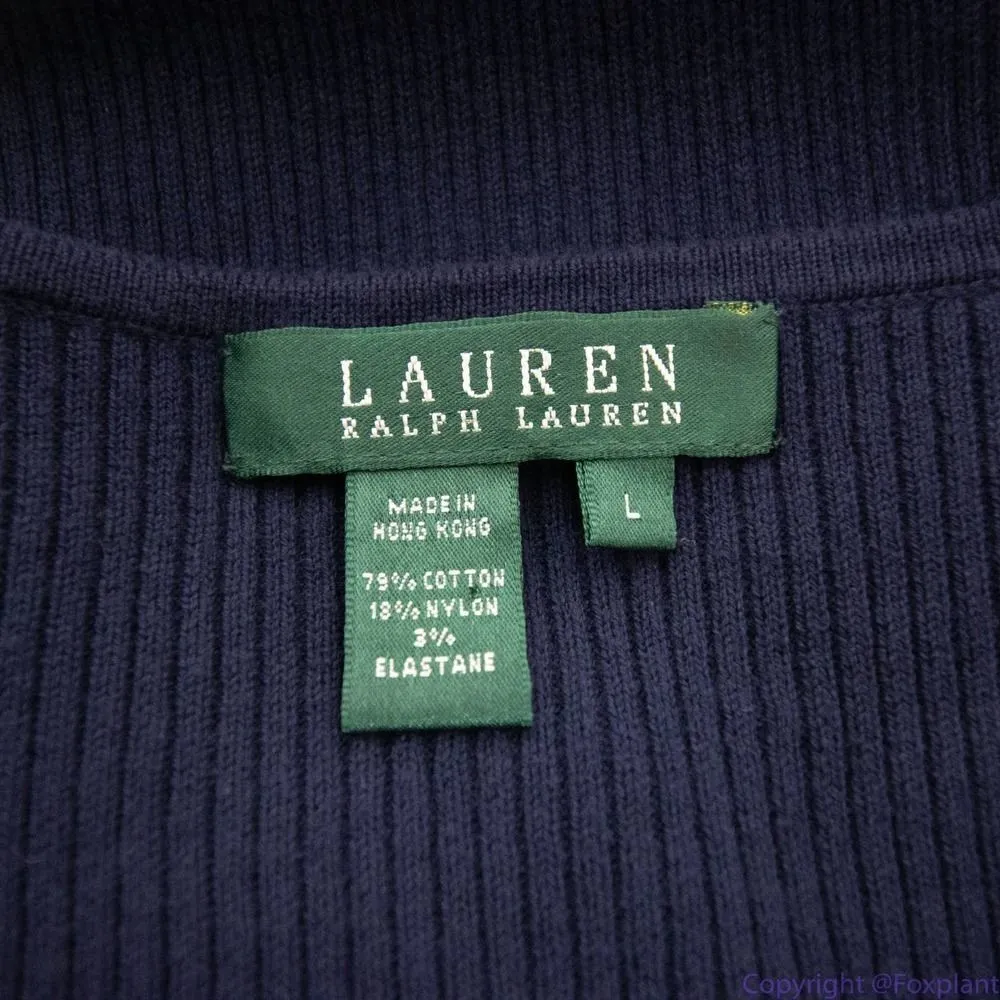 LAUREN
RALPH LAUREN
MADE IN
HONG KONG
79% COTTON
18% NYLON
3%
ELASTANE
L
Copyright @Foxplant